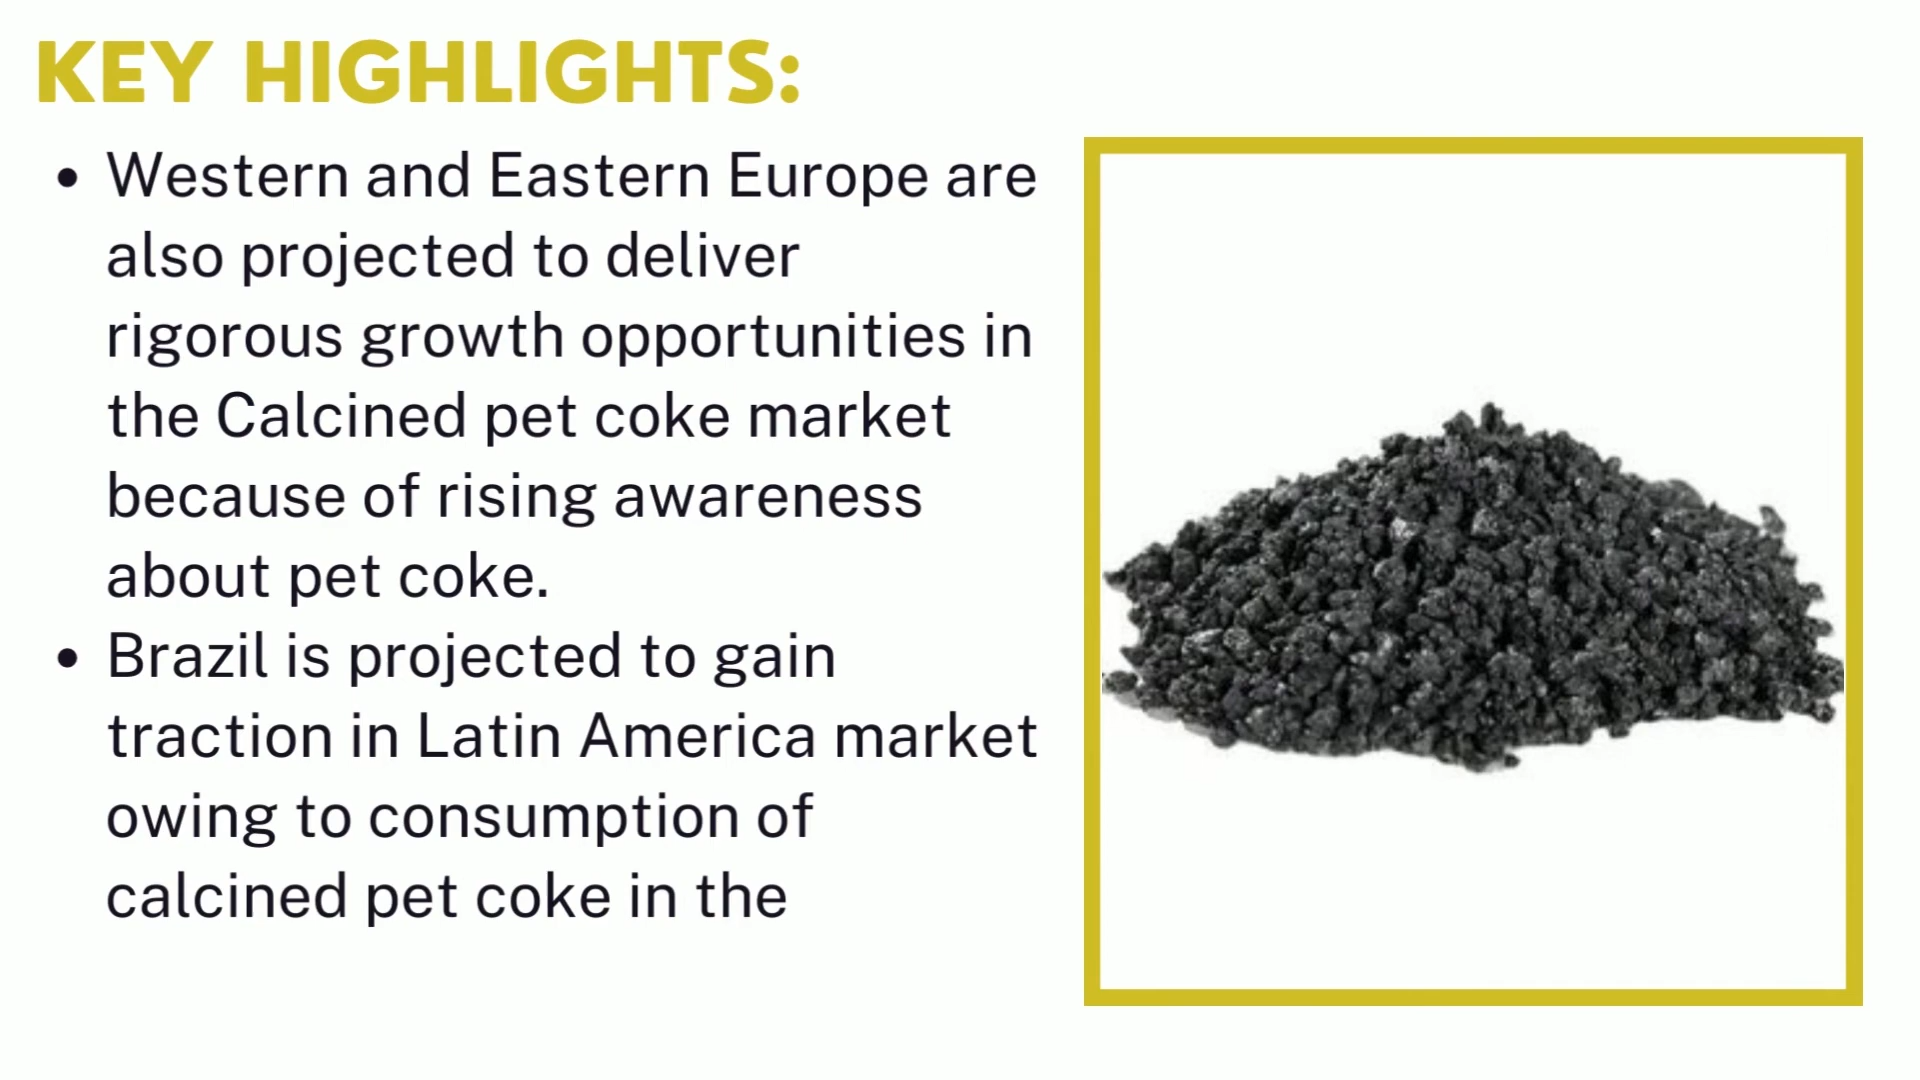 KEY HIGHLIGHTS:
• Western and Eastern Europe are
also projected to deliver
rigorous growth opportunities in
the Calcined pet coke market
because of rising awareness
about pet coke.
• Brazil is projected to gain
traction in Latin America market
owing to consumption of
calcined pet coke in the